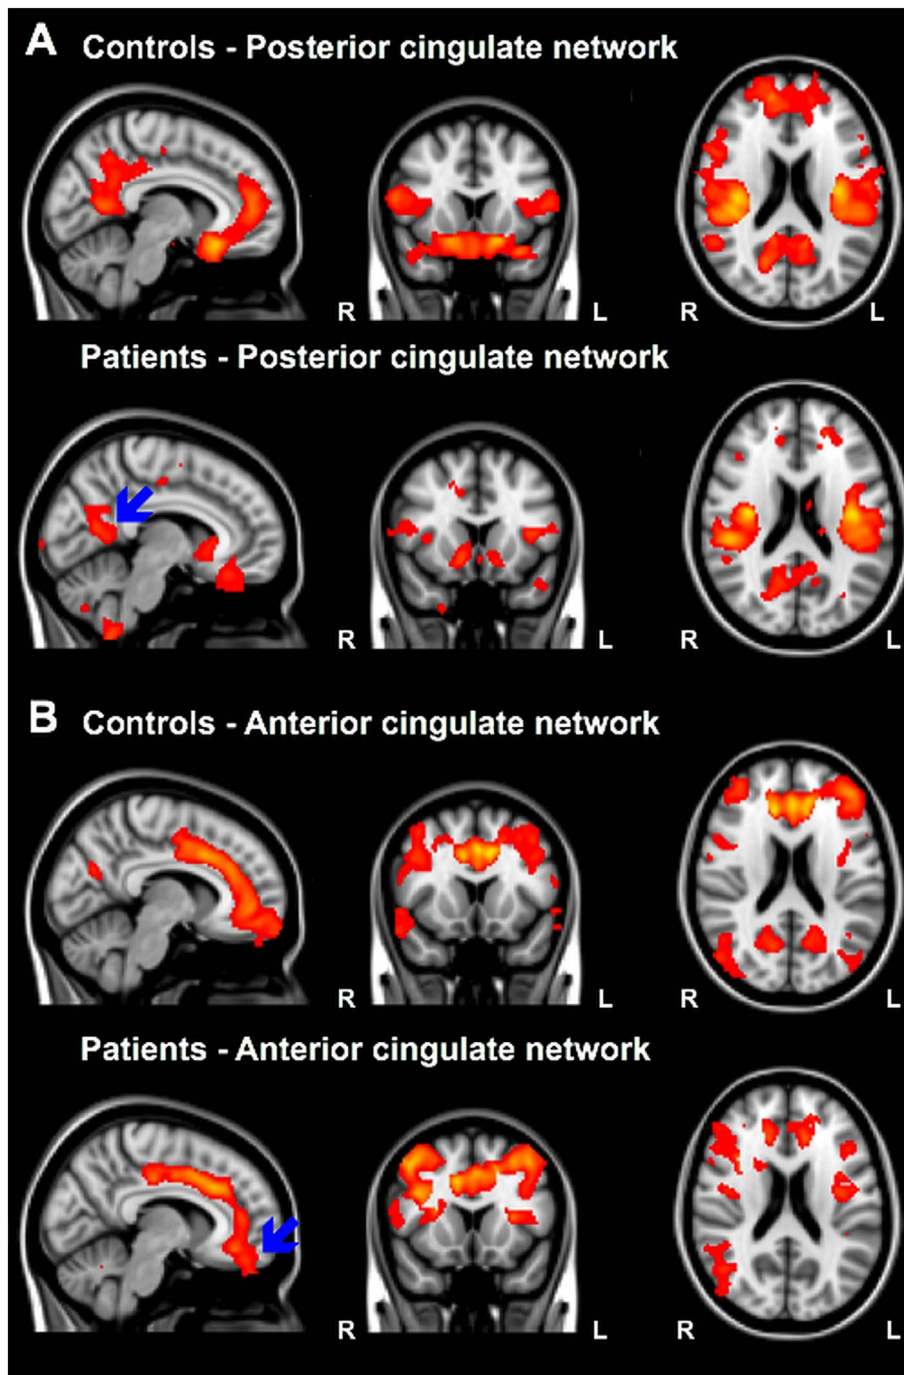 A Controls - Posterior cingulate network
R L R L
Patients - Posterior cingulate network
R L R L
B Controls - Anterior cingulate network
R L R L
Patients - Anterior cingulate network
R L R L